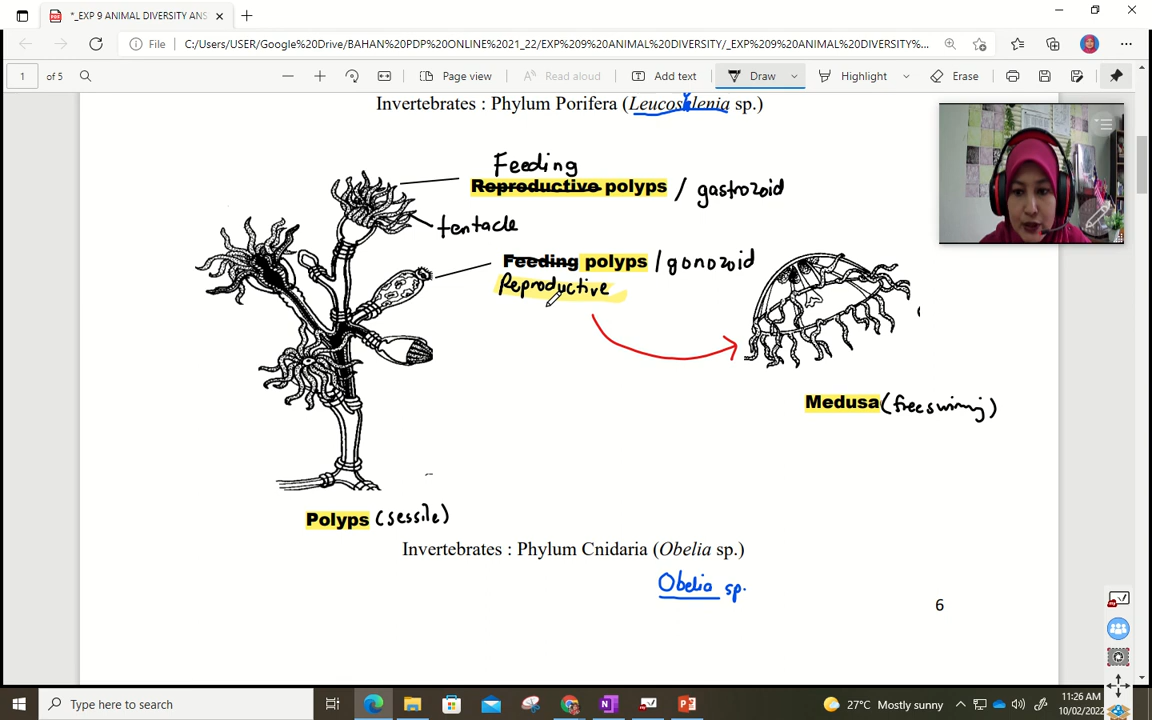 *_EXP 9 ANIMAL DIVERSITY ANS
File
C:/Users/USER/Google%20Drive/BAHAN%20PDP%20ONLINE%2021_22/EXP%209%20ANIMAL%20DIVERSITY/_EXP%209%20ANIMAL%20DIVERSITY%...
1 of 5
Page view
Read aloud
Add text
Draw
Highlight
Erase
Invertebrates : Phylum Porifera (Leucosolenia sp.)
Feeding
Reproductive polyps / gastrozoid
tentacle
Feeding polyps / gonozoid
Reproductive
Medusa (free swimming)
Polyps (sessile)
Invertebrates : Phylum Cnidaria (Obelia sp.)
Obelia sp.
6
Type here to search
27°C Mostly sunny
11:26 AM
10/02/2022